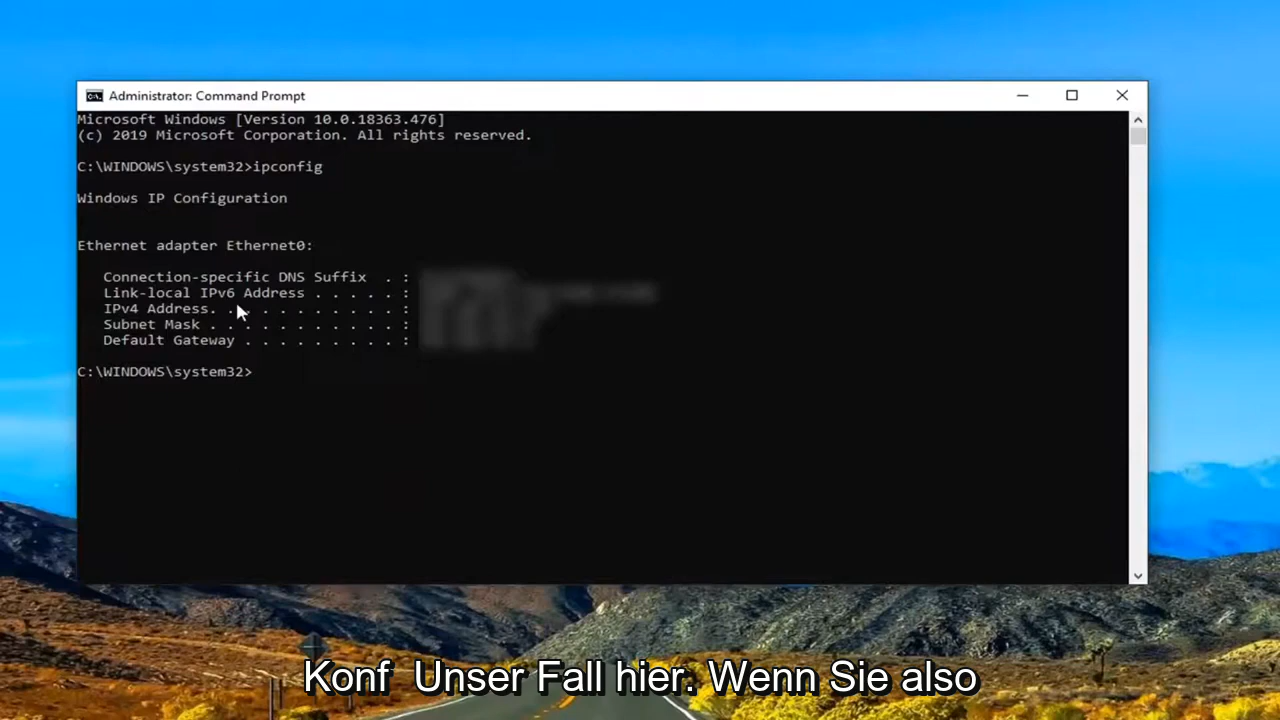 Administrator: Command Prompt
Microsoft Windows [Version 10.0.18363.476]
(c) 2019 Microsoft Corporation. All rights reserved.
C:\WINDOWS\system32>ipconfig
Windows IP Configuration
Ethernet adapter Ethernet0:
Connection-specific DNS Suffix . :
Link-local IPv6 Address . . . . . :
IPv4 Address. . . . . . . . . . . :
Subnet Mask . . . . . . . . . . . :
Default Gateway . . . . . . . . . :
C:\WINDOWS\system32>
Konf Unser Fall hier. Wenn Sie also